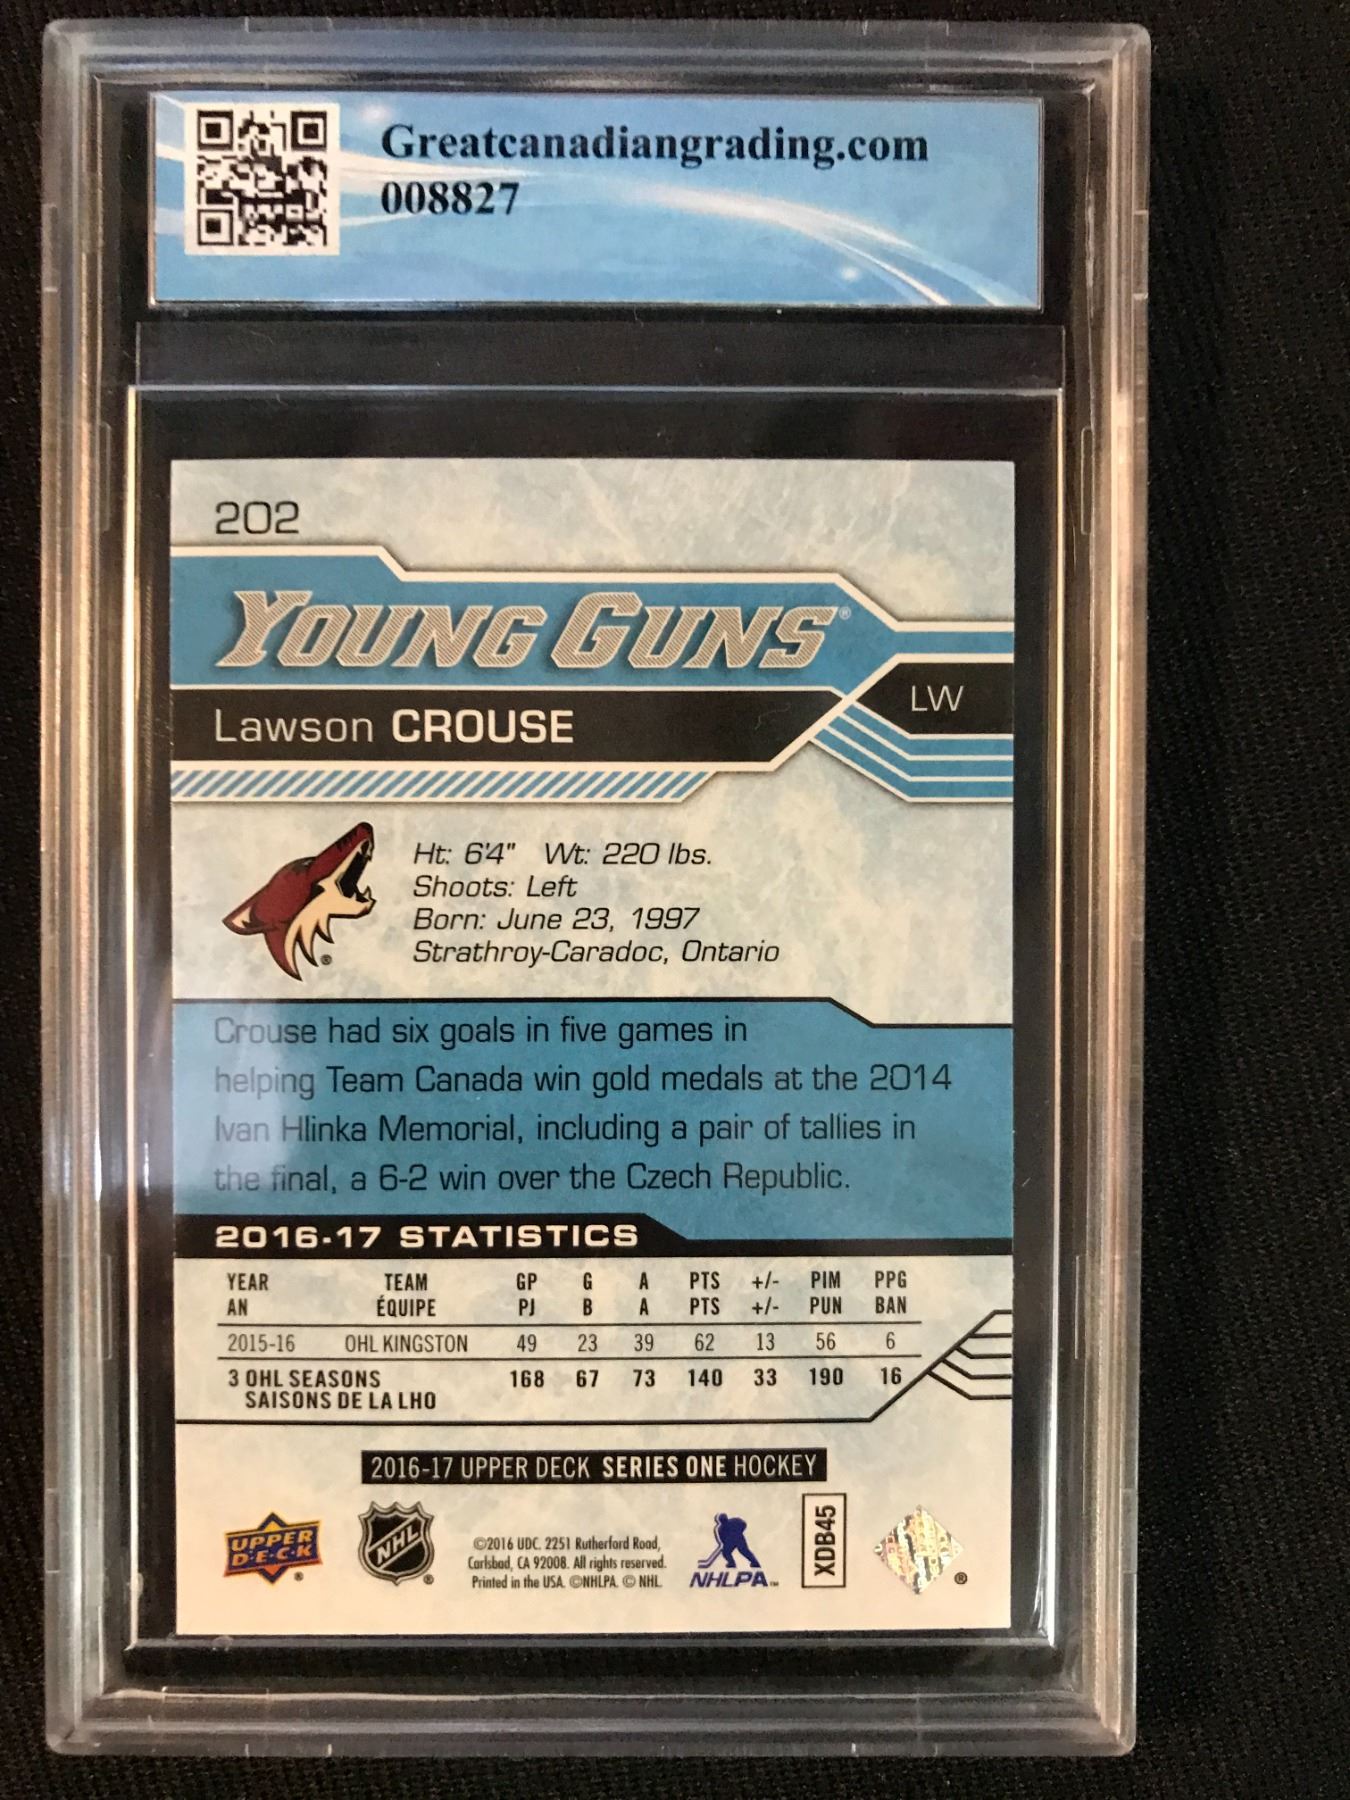 Greatcanadiangrading.com
008827
202
YOUNG GUNS®
Lawson CROUSE
LW
Ht: 6'4" Wt: 220 lbs.
Shoots: Left
Born: June 23, 1997
Strathroy-Caradoc, Ontario
®
Crouse had six goals in five games in
helping Team Canada win gold medals at the 2014
Ivan Hlinka Memorial, including a pair of tallies in
the final, a 6-2 win over the Czech Republic.
2016-17 STATISTICS
YEAR TEAM GP G A PTS +/- PIM PPG
AN ÉQUIPE PJ B A PTS +/- PUN BAN
2015-16 OHL KINGSTON 49 23 39 62 13 56 6
3 OHL SEASONS 168 67 73 140 33 190 16
SAISONS DE LA LHO
2016-17 UPPER DECK SERIES ONE HOCKEY
UPPER
D·E·C·K
®
NHL
®
©2016 UDC. 2251 Rutherford Road,
Carlsbad, CA 92008. All rights reserved.
Printed in the USA. ©NHLPA. © NHL.
NHLPA™
XDB45
®